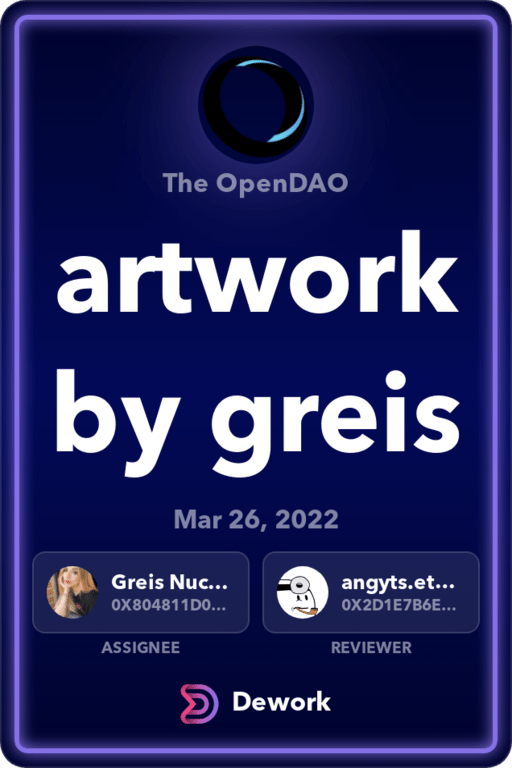 The OpenDAO
artwork
by greis
Mar 26, 2022
Greis Nuc...
0X804811D0...
angyts.et...
0X2D1E7B6E...
ASSIGNEE
REVIEWER
Dework